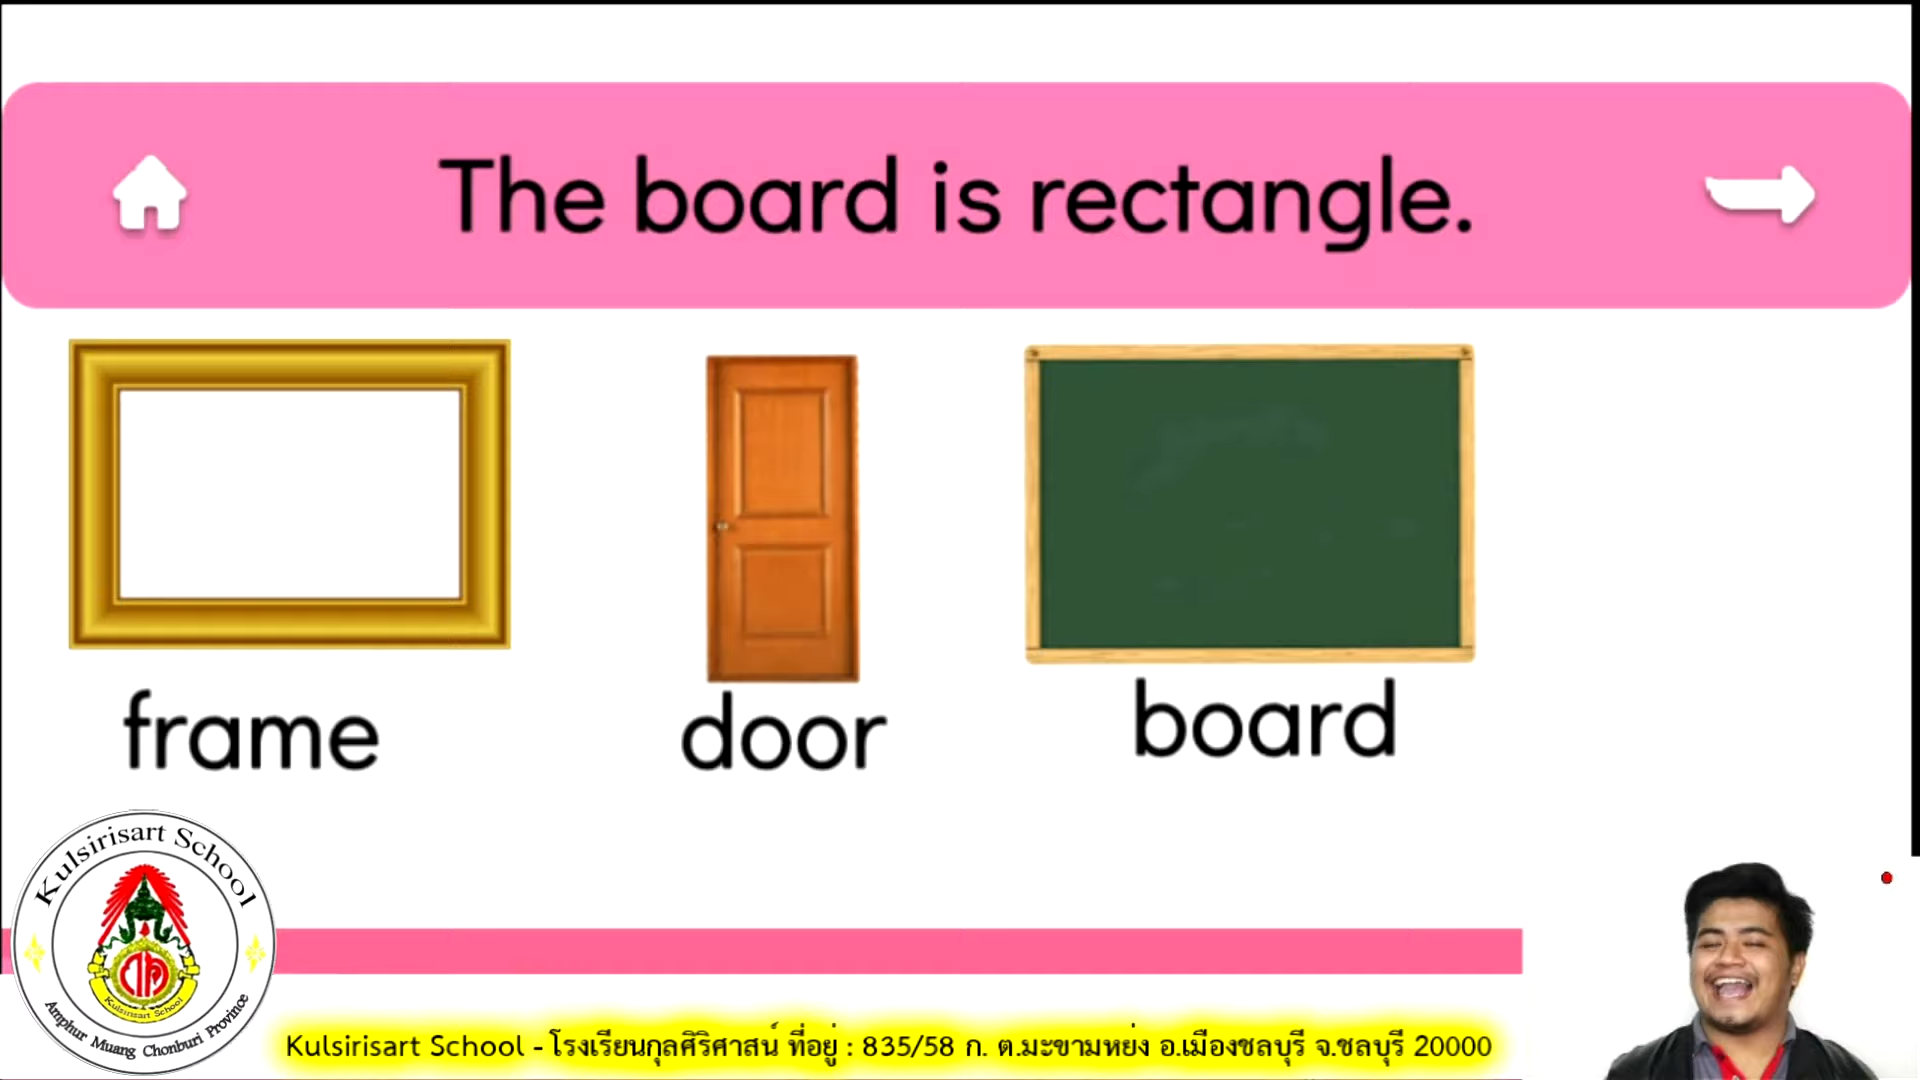 The board is rectangle.
frame
door
board
Kulsirisart School
Kulsirisart School
Amphur Muang Chonburi Province
Kulsirisart School - โรงเรียนกุลศิริศาสน์ ที่อยู่ : 835/58 ก. ต.มะขามหย่ง อ.เมืองชลบุรี จ.ชลบุรี 20000